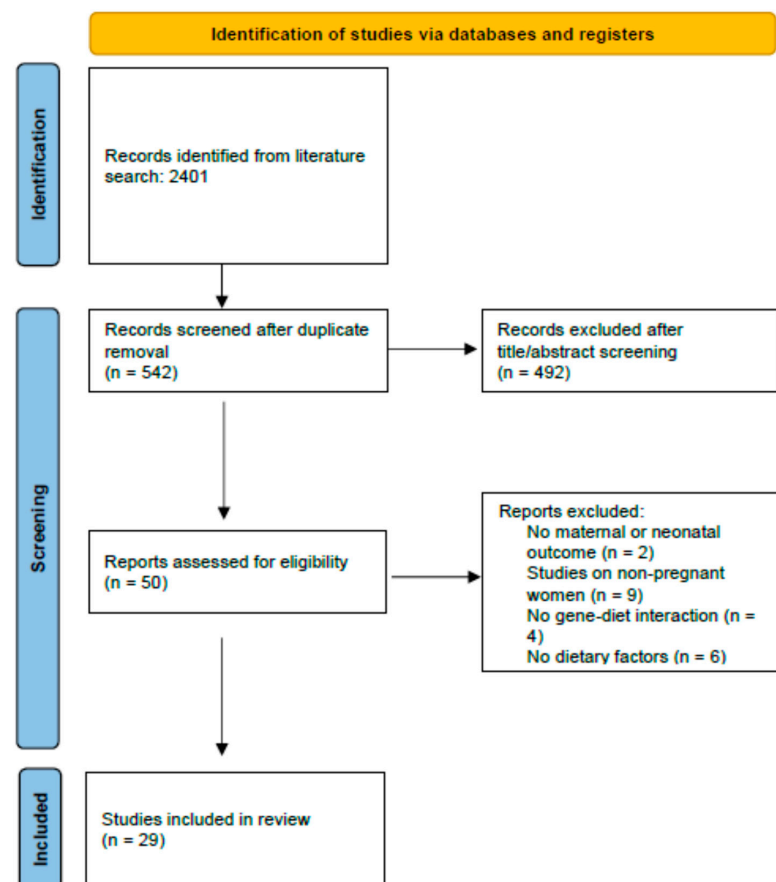 Identification of studies via databases and registers
Identification
Records identified from literature
search: 2401
Screening
Records screened after duplicate
removal
(n = 542)
Records excluded after
title/abstract screening
(n = 492)
Reports assessed for eligibility
(n = 50)
Reports excluded:
No maternal or neonatal
outcome (n = 2)
Studies on non-pregnant
women (n = 9)
No gene-diet interaction (n =
4)
No dietary factors (n = 6)
Included
Studies included in review
(n = 29)